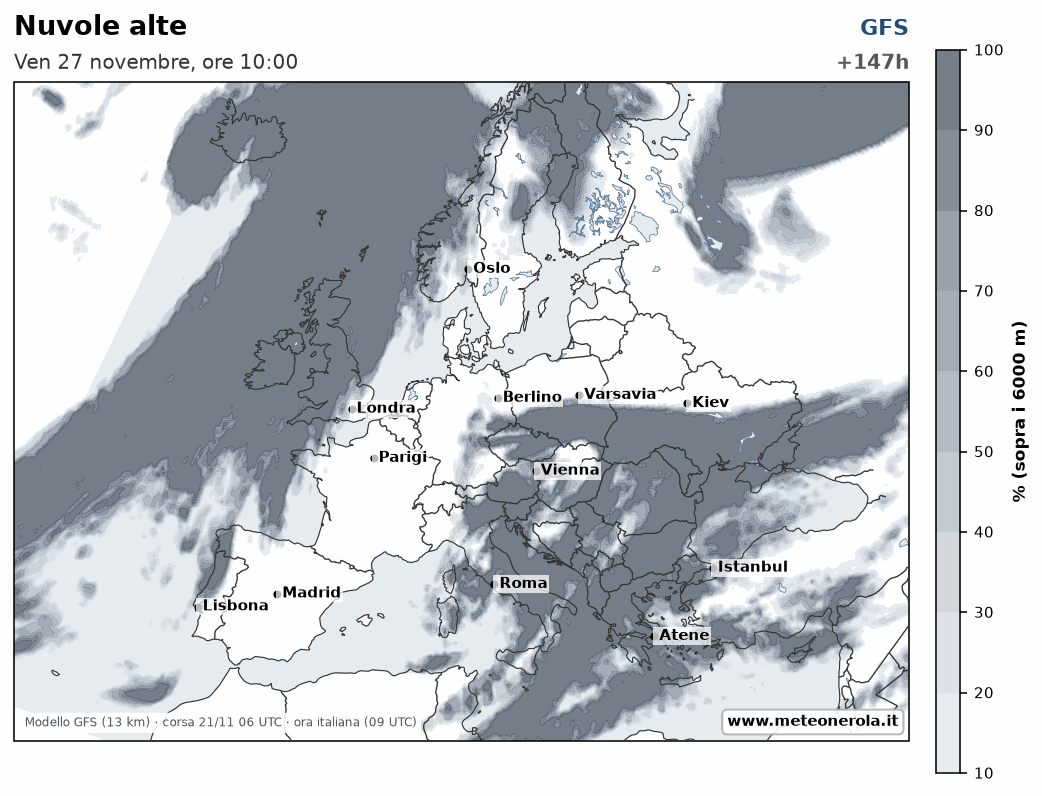 Nuvole alte
GFS
Ven 27 novembre, ore 10:00
+147h
100
90
80
70
60
50
40
30
20
10
% (sopra i 6000 m)
Oslo
Londra
Berlino
Varsavia
Kiev
Parigi
Vienna
Istanbul
Roma
Madrid
Lisbona
Atene
Modello GFS (13 km) · corsa 21/11 06 UTC · ora italiana (09 UTC)
www.meteonerola.it